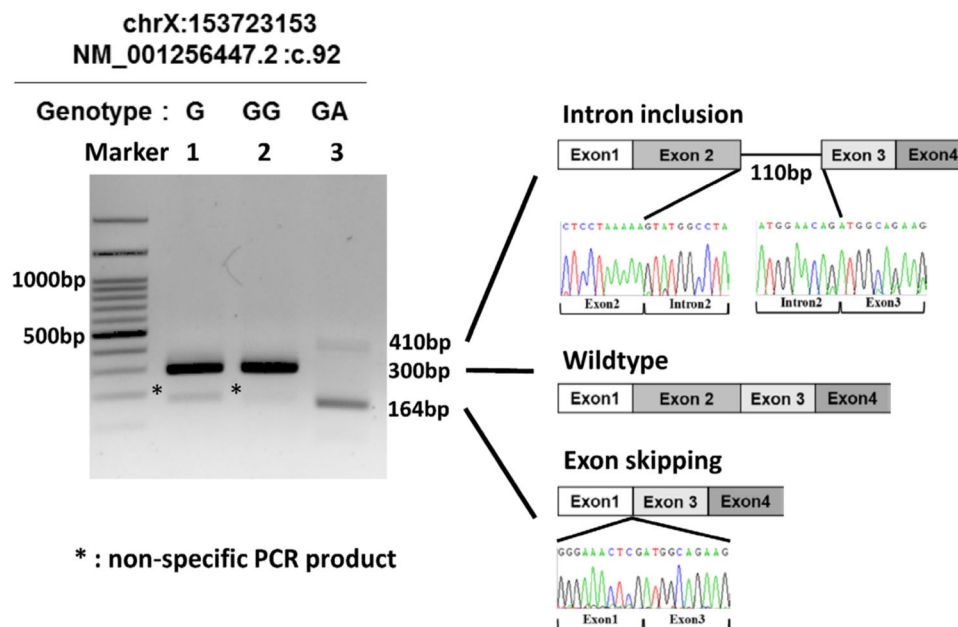 chrX:153723153
NM_001256447.2 :c.92
Genotype : G GG GA
Marker 1 2 3
1000bp
500bp
*
*
410bp
300bp
164bp
* : non-specific PCR product
Intron inclusion
Exon1 Exon 2 Exon 3 Exon4
110bp
CTCCTAAAAAGTATGGCCTA
Exon2 Intron2
ATGGAACAGATGGCAGAAG
Intron2 Exon3
Wildtype
Exon1 Exon 2 Exon 3 Exon4
Exon skipping
Exon1 Exon 3 Exon4
GGGAAACTCGATGGCAGAAG
Exon1 Exon3